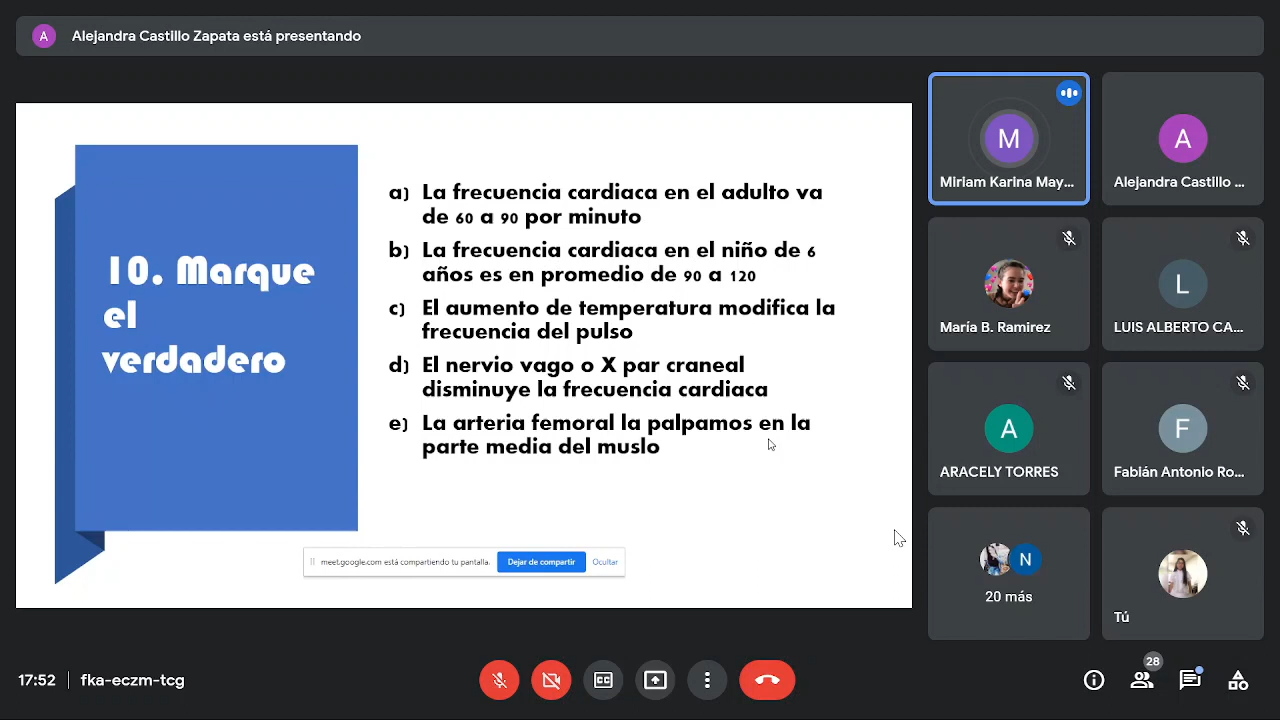 A
Alejandra Castillo Zapata está presentando
10. Marque
el
verdadero
a) La frecuencia cardiaca en el adulto va
de 60 a 90 por minuto
b) La frecuencia cardiaca en el niño de 6
años es en promedio de 90 a 120
c) El aumento de temperatura modifica la
frecuencia del pulso
d) El nervio vago o X par craneal
disminuye la frecuencia cardiaca
e) La arteria femoral la palpamos en la
parte media del muslo
meet.google.com está compartiendo tu pantalla. Dejar de compartir Ocultar
M
Miriam Karina May...
A
Alejandra Castillo ...
María B. Ramirez
L
LUIS ALBERTO CA...
A
ARACELY TORRES
F
Fabián Antonio Ro...
N
20 más
Tú
17:52 | fka-eczm-tcg
28